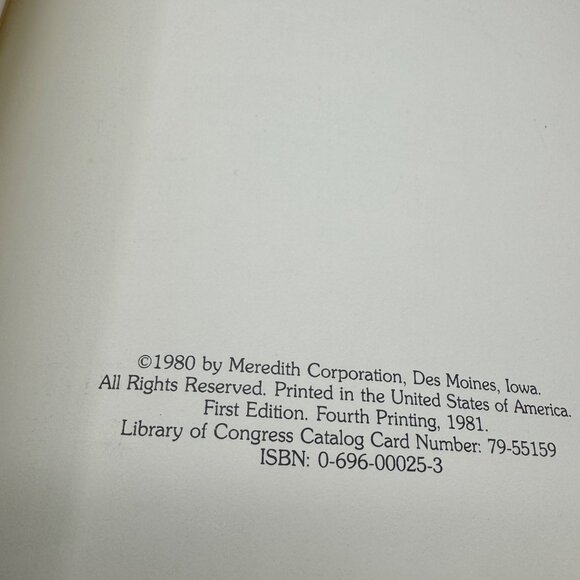 ©1980 by Meredith Corporation, Des Moines, Iowa.
All Rights Reserved. Printed in the United States of America.
First Edition. Fourth Printing, 1981.
Library of Congress Catalog Card Number: 79-55159
ISBN: 0-696-00025-3